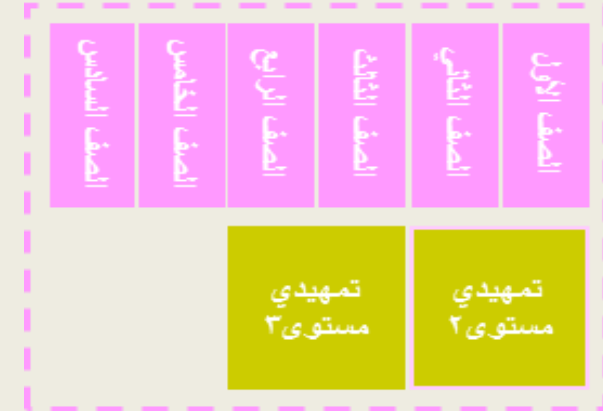 الصف الأول
الصف الثاني
الصف الثالث
الصف الرابع
الصف الخامس
الصف السادس
تمهيدي
مستوى٢
تمهيدي
مستوى٣